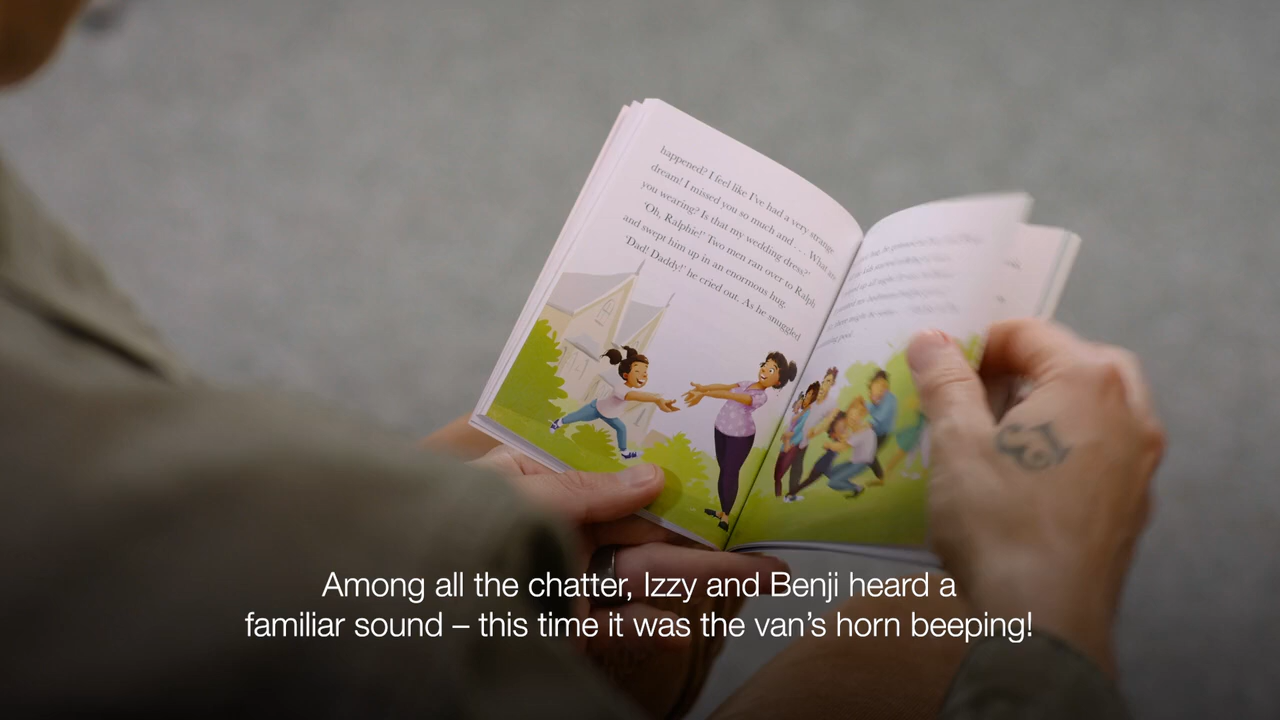 happened? I feel like I've had a very strange
dream! I missed you so much and . . . What are
you wearing? Is that my wedding dress?'
'Oh, Ralphie!' Two men ran over to Ralph
and swept him up in an enormous hug.
'Dad! Daddy!' he cried out. As he snuggled
Among all the chatter, Izzy and Benji heard a
familiar sound – this time it was the van's horn beeping!